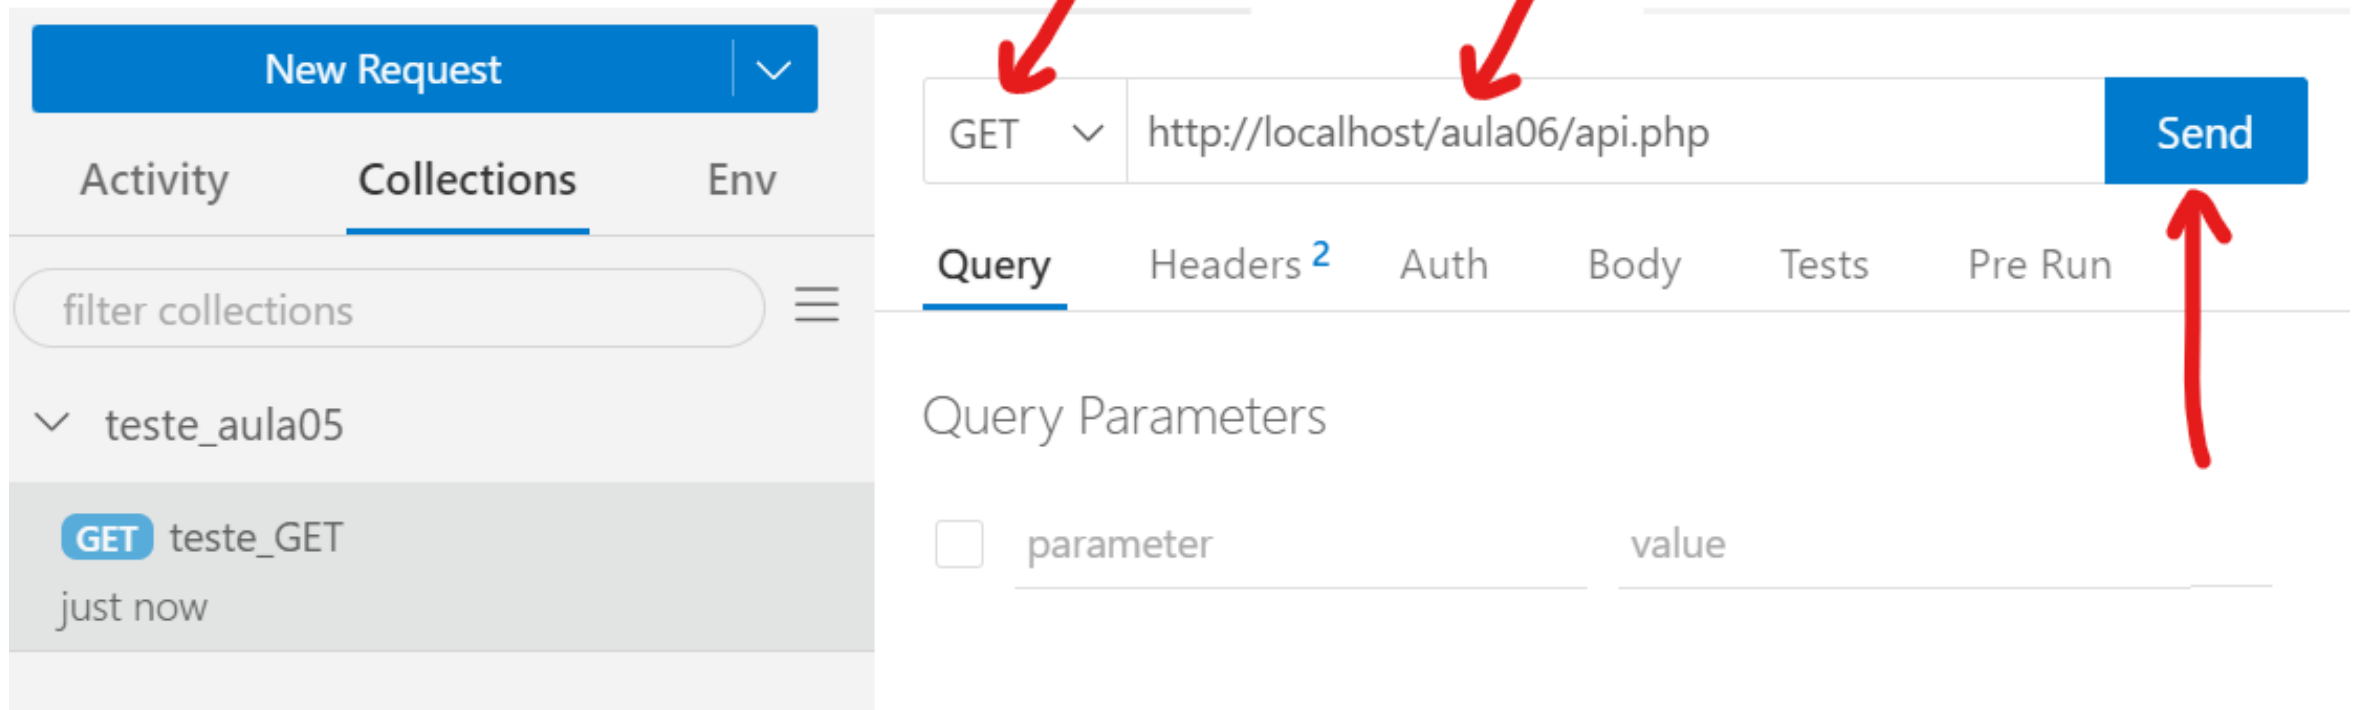 New Request
Activity Collections Env
filter collections
teste_aula05
GET teste_GET
just now
GET http://localhost/aula06/api.php Send
Query Headers 2 Auth Body Tests Pre Run
Query Parameters
parameter value